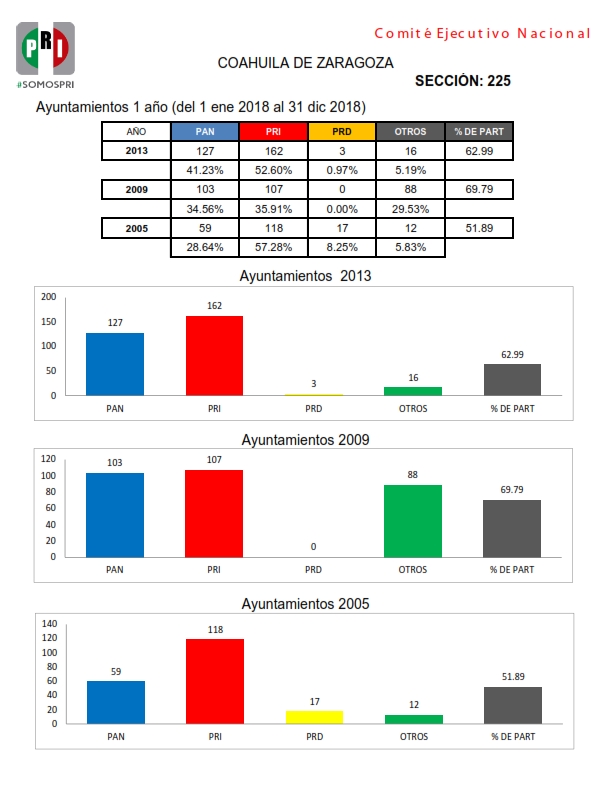 Comité Ejecutivo Nacional
PRI
#SOMOSPRI
COAHUILA DE ZARAGOZA
SECCIÓN: 225
Ayuntamientos 1 año (del 1 ene 2018 al 31 dic 2018)
AÑO PAN PRI PRD OTROS % DE PART
2013 127 162 3 16 62.99
41.23% 52.60% 0.97% 5.19%
2009 103 107 0 88 69.79
34.56% 35.91% 0.00% 29.53%
2005 59 118 17 12 51.89
28.64% 57.28% 8.25% 5.83%
Ayuntamientos 2013
200
150
100
50
0
127 162 3 16 62.99
PAN PRI PRD OTROS % DE PART
Ayuntamientos 2009
120
100
80
60
40
20
0
103 107 0 88 69.79
PAN PRI PRD OTROS % DE PART
Ayuntamientos 2005
140
120
100
80
60
40
20
0
59 118 17 12 51.89
PAN PRI PRD OTROS % DE PART